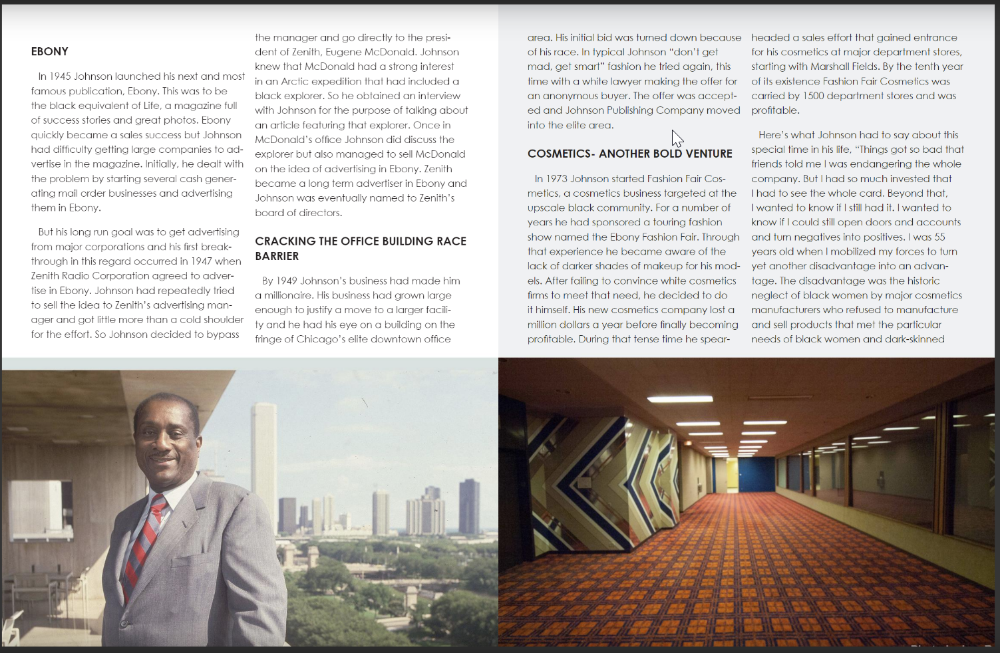 EBONY
In 1945 Johnson launched his next and most
famous publication, Ebony. This was to be
the black equivalent of Life, a magazine full
of success stories and great photos. Ebony
quickly became a sales success but Johnson
had difficulty getting large companies to ad-
vertise in the magazine. Initially, he dealt with
the problem by starting several cash gener-
ating mail order businesses and advertising
them in Ebony.
But his long run goal was to get advertising
from major corporations and his first break-
through in this regard occurred in 1947 when
Zenith Radio Corporation agreed to adver-
tise in Ebony. Johnson had repeatedly tried
to sell the idea to Zenith's advertising man-
ager and got little more than a cold shoulder
for the effort. So Johnson decided to bypass
the manager and go directly to the presi-
dent of Zenith, Eugene McDonald. Johnson
knew that McDonald had a strong interest
in an Arctic expedition that had included a
black explorer. So he obtained an interview
with Johnson for the purpose of talking about
an article featuring that explorer. Once in
McDonald's office Johnson did discuss the
explorer but also managed to sell McDonald
on the idea of advertising in Ebony. Zenith
became a long term advertiser in Ebony and
Johnson was eventually named to Zenith's
board of directors.
CRACKING THE OFFICE BUILDING RACE
BARRIER
By 1949 Johnson's business had made him
a millionaire. His business had grown large
enough to justify a move to a larger facili-
ty and he had his eye on a building on the
fringe of Chicago's elite downtown office
area. His initial bid was turned down because
of his race. In typical Johnson "don't get
mad, get smart" fashion he tried again, this
time with a white lawyer making the offer for
an anonymous buyer. The offer was accept-
ed and Johnson Publishing Company moved
into the elite area.
COSMETICS- ANOTHER BOLD VENTURE
In 1973 Johnson started Fashion Fair Cos-
metics, a cosmetics business targeted at the
upscale black community. For a number of
years he had sponsored a touring fashion
show named the Ebony Fashion Fair. Through
that experience he became aware of the
lack of darker shades of makeup for his mod-
els. After failing to convince white cosmetics
firms to meet that need, he decided to do
it himself. His new cosmetics company lost a
million dollars a year before finally becoming
profitable. During that tense time he spear-
headed a sales effort that gained entrance
for his cosmetics at major department stores,
starting with Marshall Fields. By the tenth year
of its existence Fashion Fair Cosmetics was
carried by 1500 department stores and was
profitable.
Here's what Johnson had to say about this
special time in his life, "Things got so bad that
friends told me I was endangering the whole
company. But I had so much invested that
I had to see the whole card. Beyond that,
I wanted to know if I still had it. I wanted to
know if I could still open doors and accounts
and turn negatives into positives. I was 55
years old when I mobilized my forces to turn
yet another disadvantage into an advan-
tage. The disadvantage was the historic
neglect of black women by major cosmetics
manufacturers who refused to manufacture
and sell products that met the particular
needs of black women and dark-skinned